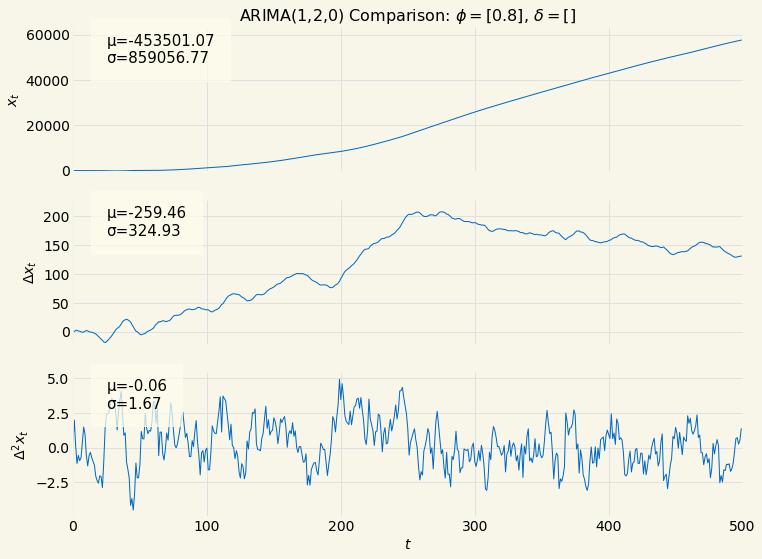 ARIMA(1,2,0) Comparison: ϕ = [0.8], δ = []
μ=-453501.07
σ=859056.77
60000
40000
20000
0
x_t
μ=-259.46
σ=324.93
200
150
100
50
0
Δx_t
μ=-0.06
σ=1.67
5.0
2.5
0.0
−2.5
Δ²x_t
0 100 200 300 400 500
t